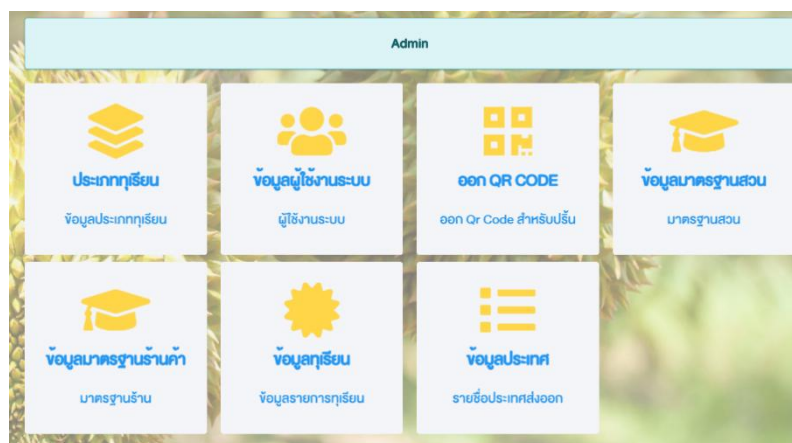 Admin
ประเภททุเรียน
ข้อมูลประเภททุเรียน
ข้อมูลผู้ใช้งานระบบ
ผู้ใช้งานระบบ
ออก QR CODE
ออก Qr Code สำหรับปริ้น
ข้อมูลมาตรฐานสวน
มาตรฐานสวน
ข้อมูลมาตรฐานร้านค้า
มาตรฐานร้าน
ข้อมูลทุเรียน
ข้อมูลรายการทุเรียน
ข้อมูลประเทศ
รายชื่อประเทศส่งออก